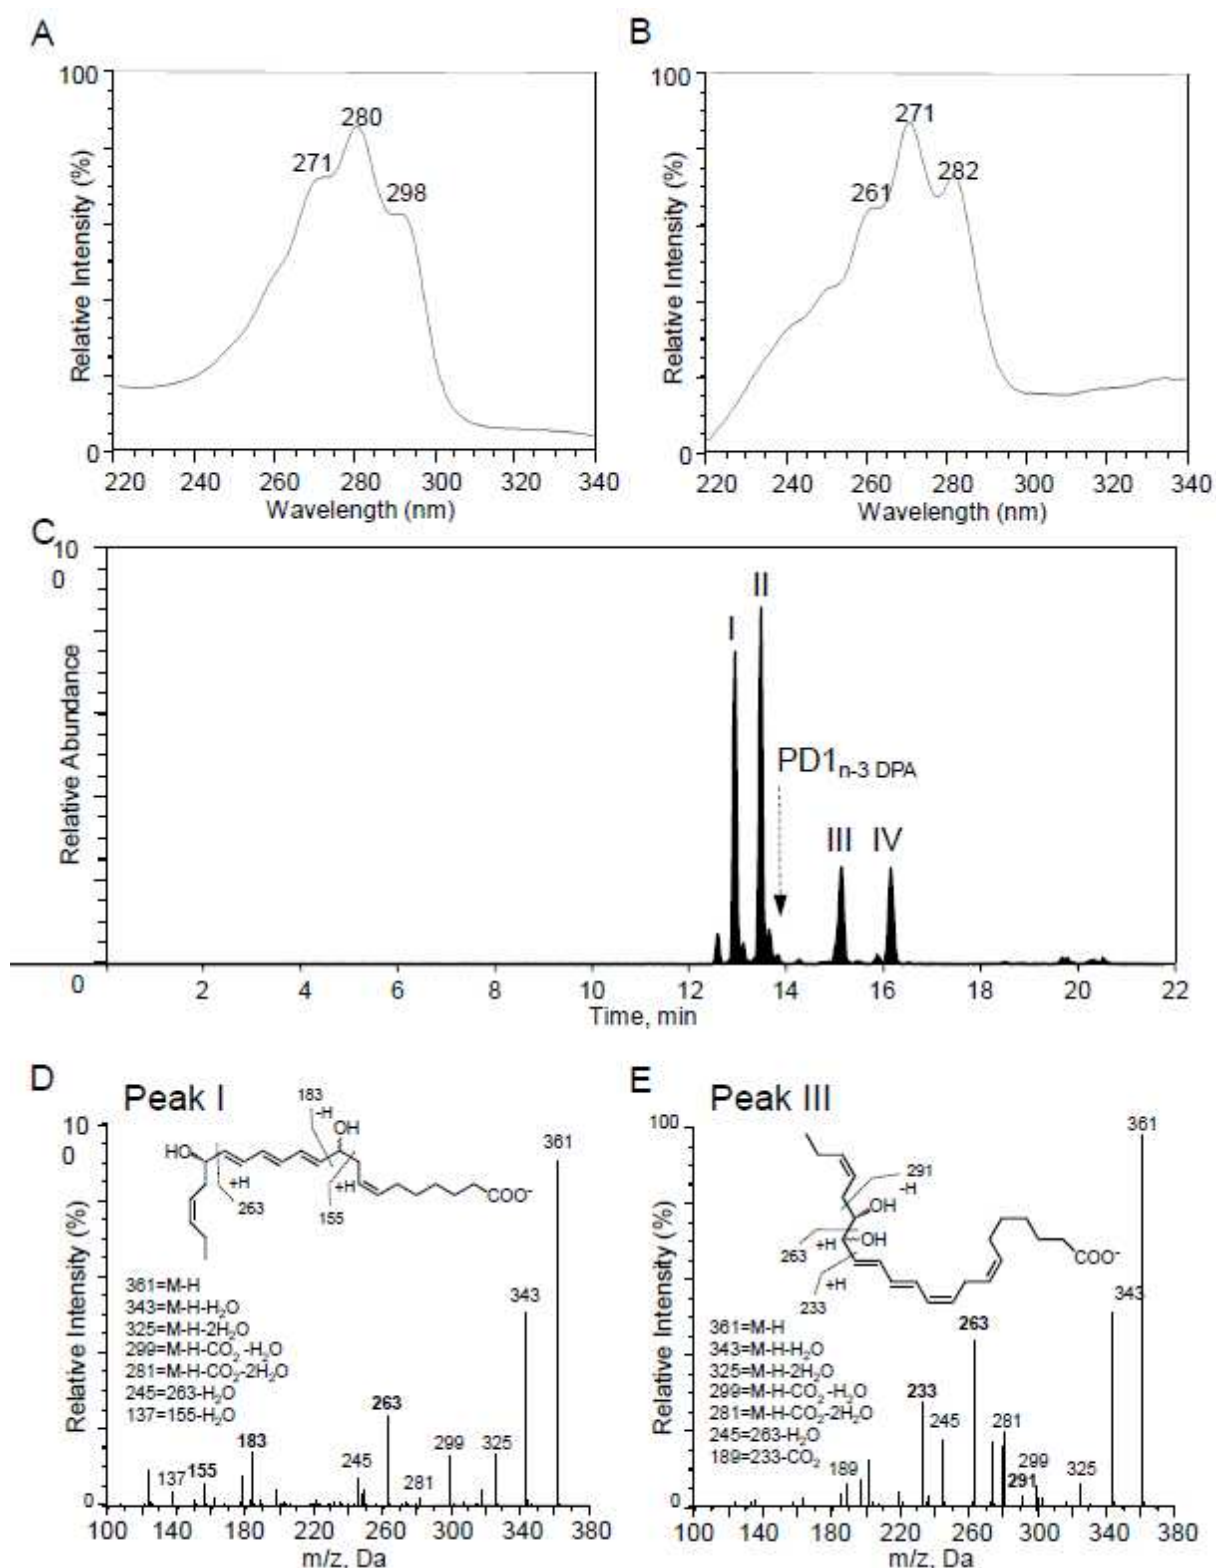 A
100
280
271
298
Relative Intensity (%)
0
220 240 260 280 300 340
Wavelength (nm)
B
100
271
282
261
Relative Intensity (%)
0
220 240 260 280 300 320 340
Wavelength (nm)
C
10
0
II
I
PD1n-3 DPA
III IV
Relative Abundance
0
2 4 6 8 10 12 14 16 18 20 22
Time, min
D
Peak I
10
0
183
-H
OH
HO
+H
263
+H
155
COO-
361
361=M-H
343=M-H-H2O
325=M-H-2H2O
299=M-H-CO2-H2O
281=M-H-CO2-2H2O
245=263-H2O
137=155-H2O
343
263
183
155
137
245
281
299
325
Relative Intensity (%)
0
100 140 180 220 260 300 340 380
m/z, Da
E
Peak III
100
361
291
-H
OH
OH
263
+H
+H
233
COO-
343
361=M-H
343=M-H-H2O
325=M-H-2H2O
299=M-H-CO2-H2O
281=M-H-CO2-2H2O
245=263-H2O
189=233-CO2
263
233
245
281
299
291
325
189
Relative Intensity (%)
0
100 140 180 220 260 300 340 380
m/z, Da